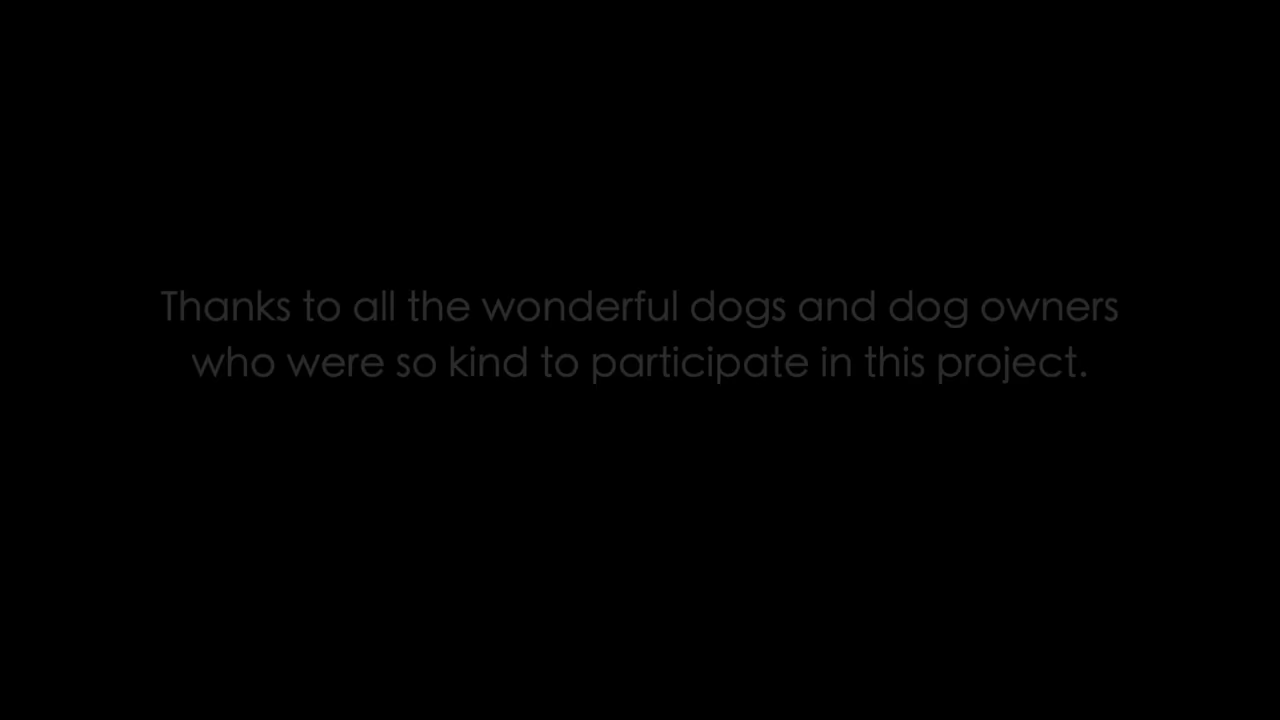 Thanks to all the wonderful dogs and dog owners
who were so kind to participate in this project.